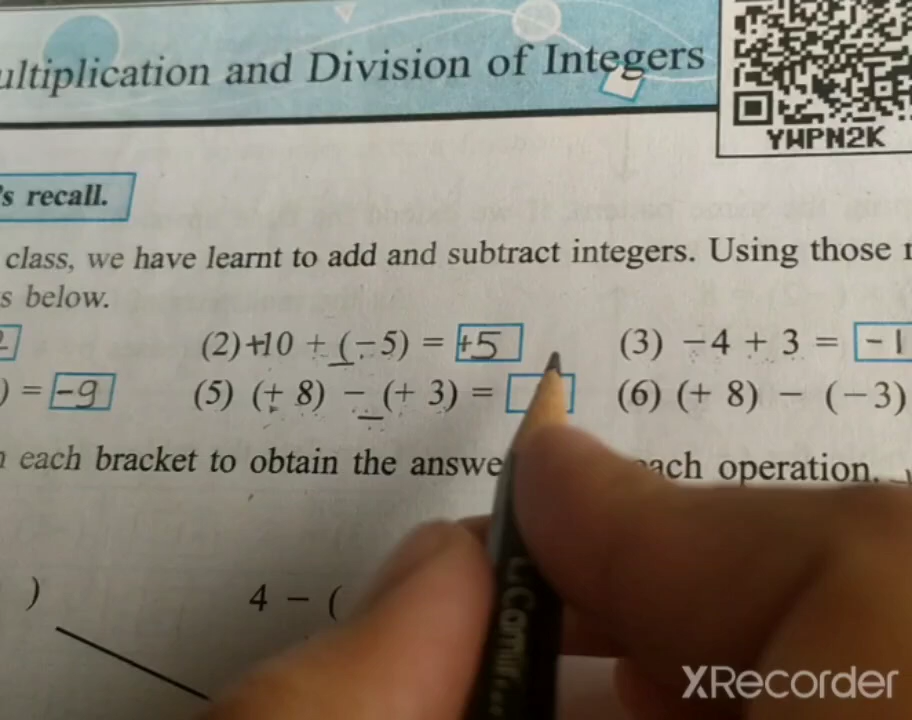 ultiplication and Division of Integers
YWPN2K
's recall.
class, we have learnt to add and subtract integers. Using those
s below.
(2)+10 + (−5) = +5 (3) −4 + 3 = −1
) = −9 (5) (+ 8) − (+ 3) = (6) (+ 8) − (−3)
each bracket to obtain the answe ach operation.
) 4 − (
XRecorder